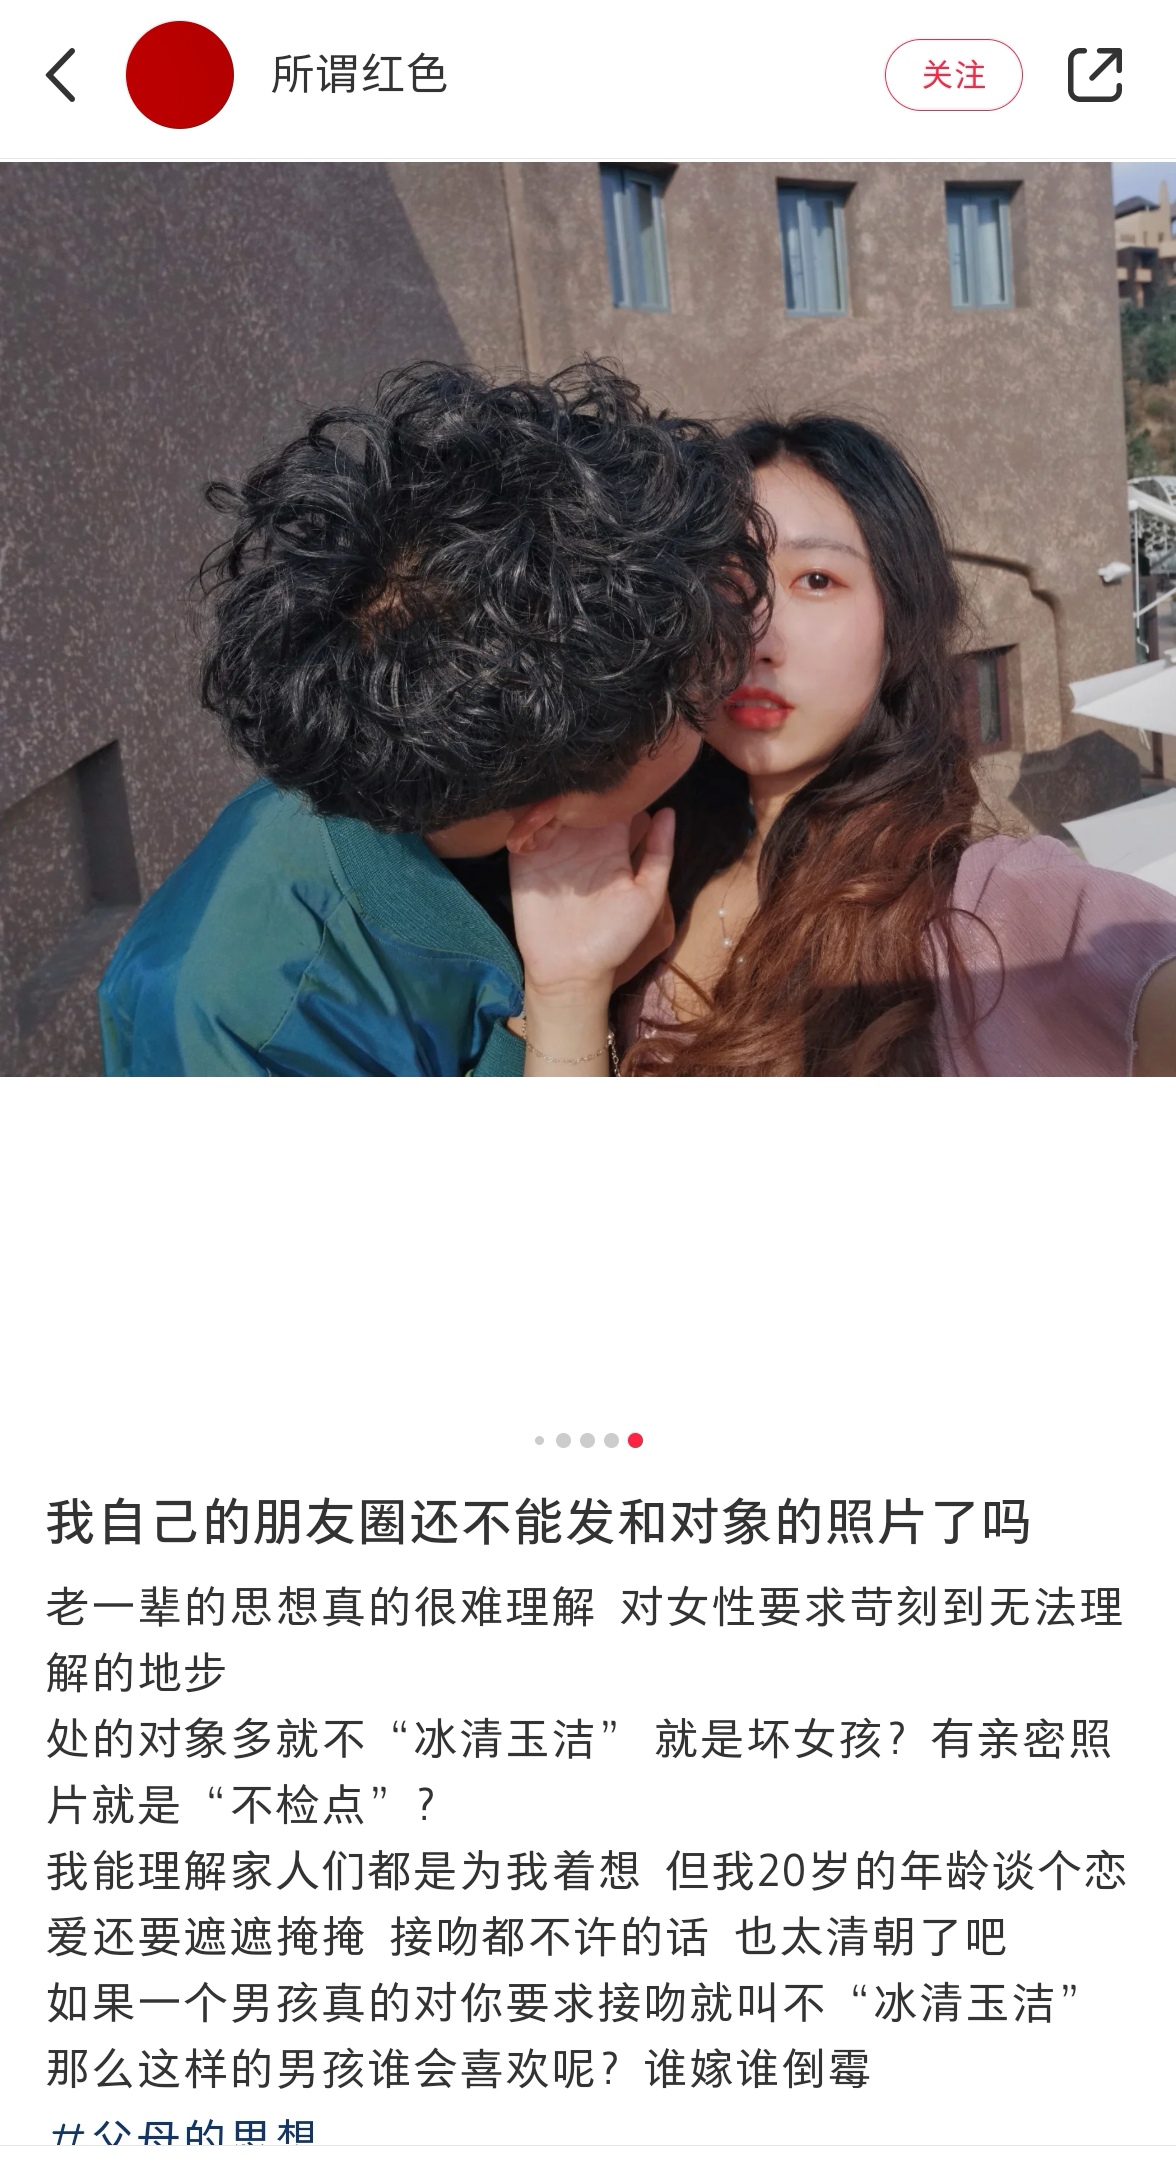 所谓红色
关注
我自己的朋友圈还不能发和对象的照片了吗
老一辈的思想真的很难理解 对女性要求苛刻到无法理
解的地步
处的对象多就不“冰清玉洁” 就是坏女孩？有亲密照
片就是“不检点”？
我能理解家人们都是为我着想 但我20岁的年龄谈个恋
爱还要遮遮掩掩 接吻都不许的话 也太清朝了吧
如果一个男孩真的对你要求接吻就叫不“冰清玉洁”
那么这样的男孩谁会喜欢呢？谁嫁谁倒霉
#父母的思想